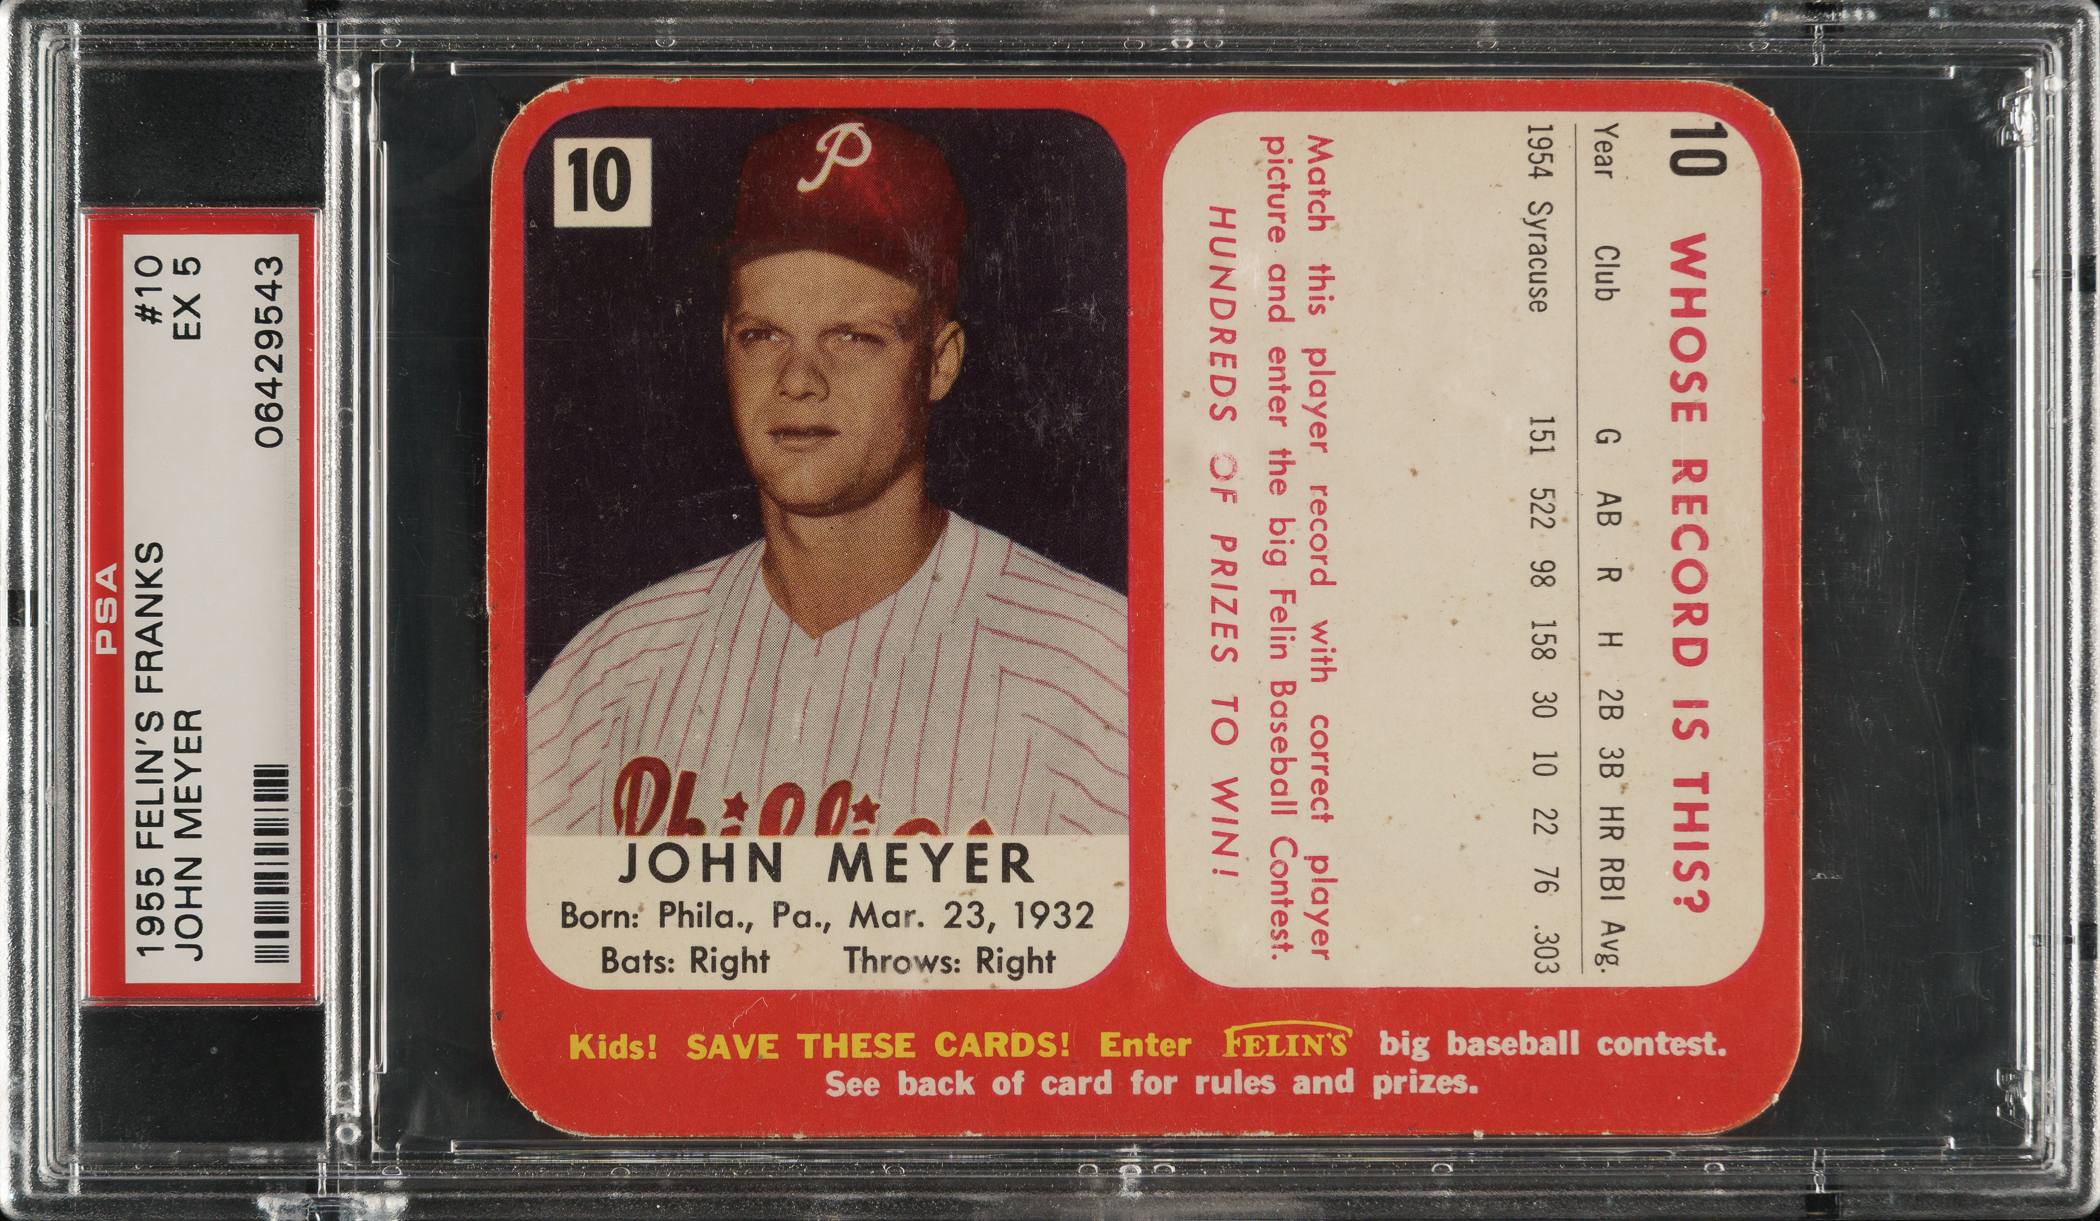 1955 FELIN'S FRANKS #10
JOHN MEYER EX 5
PSA
06429543
P
10
Phillies
JOHN MEYER
Born: Phila., Pa., Mar. 23, 1932
Bats: Right Throws: Right
10 WHOSE RECORD IS THIS?
Year Club G AB R H 2B 3B HR RBI Avg.
1954 Syracuse 151 522 98 158 30 10 22 76 .303
Match this player record with correct player
picture and enter the big Felin Baseball Contest.
HUNDREDS OF PRIZES TO WIN!
Kids! SAVE THESE CARDS! Enter FELIN'S big baseball contest.
See back of card for rules and prizes.